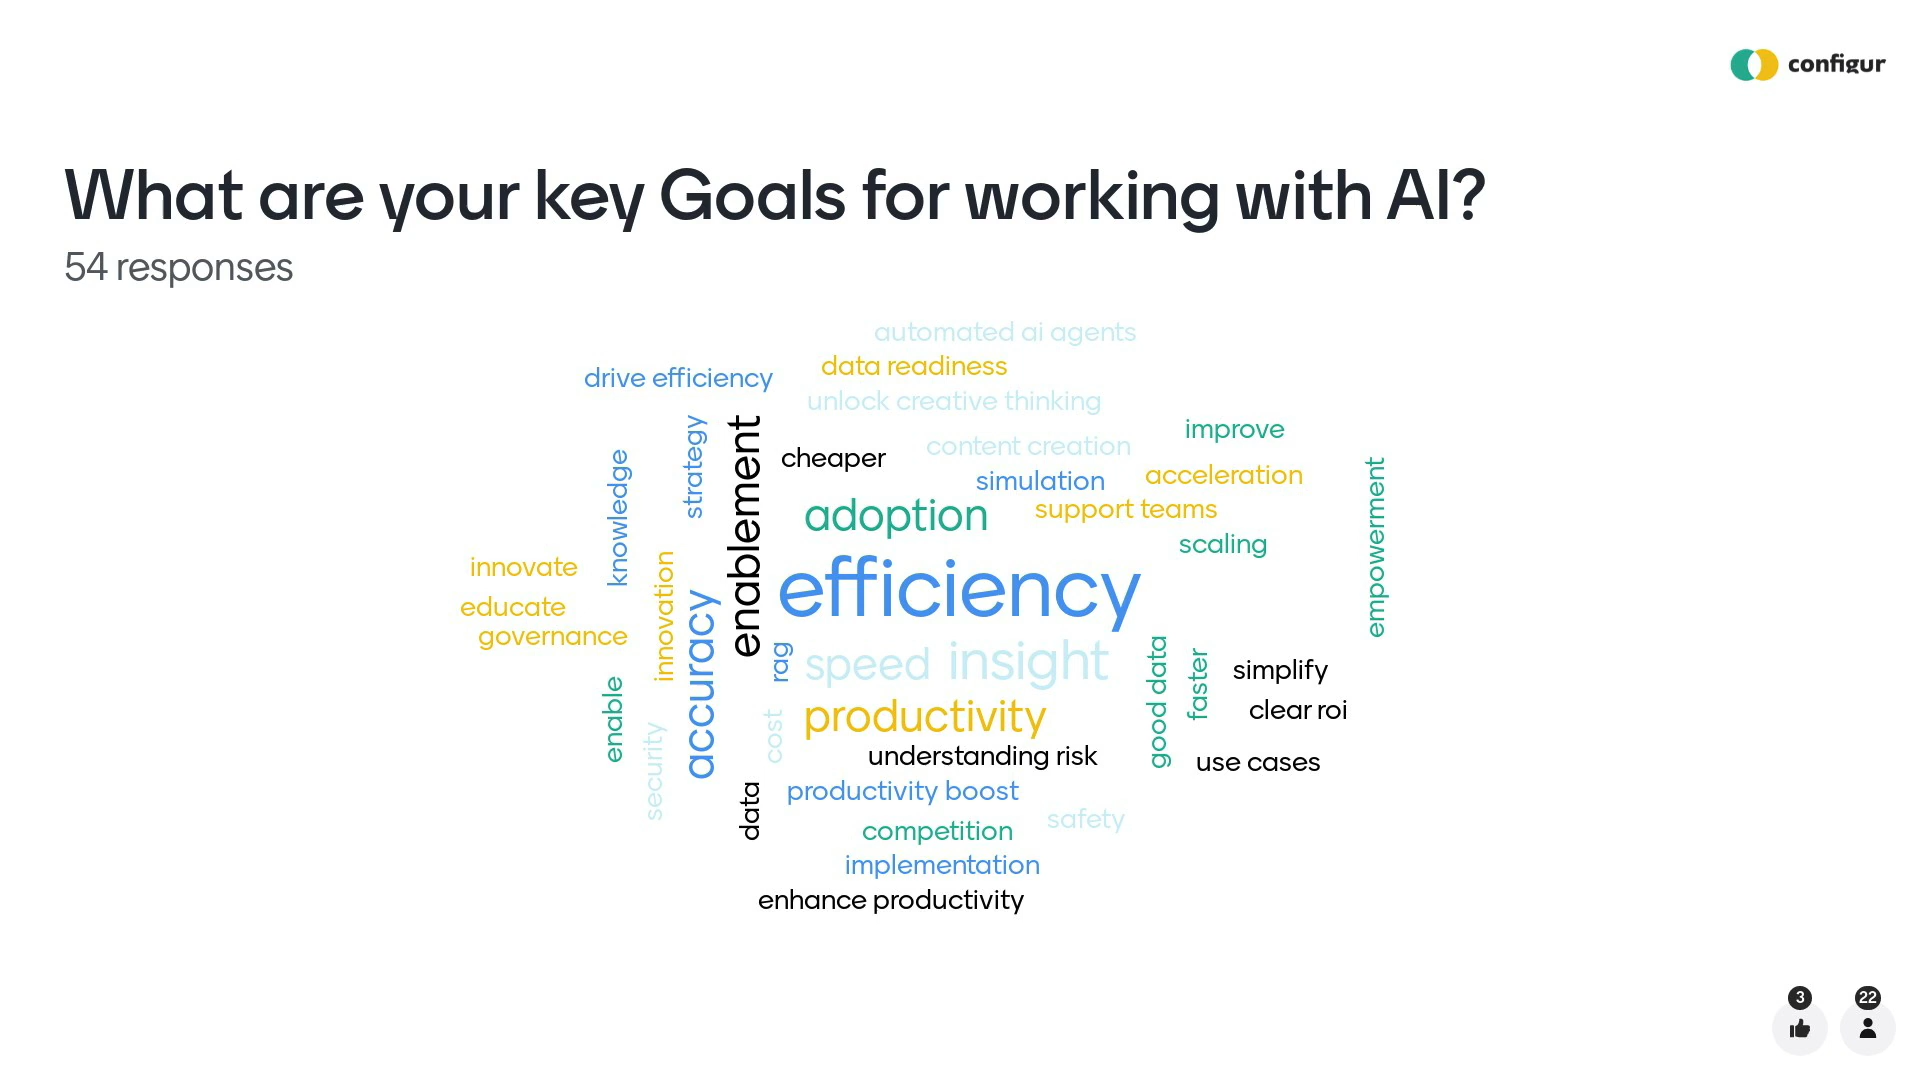 configur
What are your key Goals for working with AI?
54 responses
automated ai agents
data readiness
drive efficiency
unlock creative thinking
improve
content creation
cheaper
acceleration
simulation
strategy
knowledge
enablement
empowerment
adoption
support teams
scaling
innovate
efficiency
educate
governance
innovation
accuracy
rag
speed
insight
good data
faster
simplify
enable
clear roi
productivity
cost
security
understanding risk
use cases
data
productivity boost
safety
competition
implementation
enhance productivity
3
22